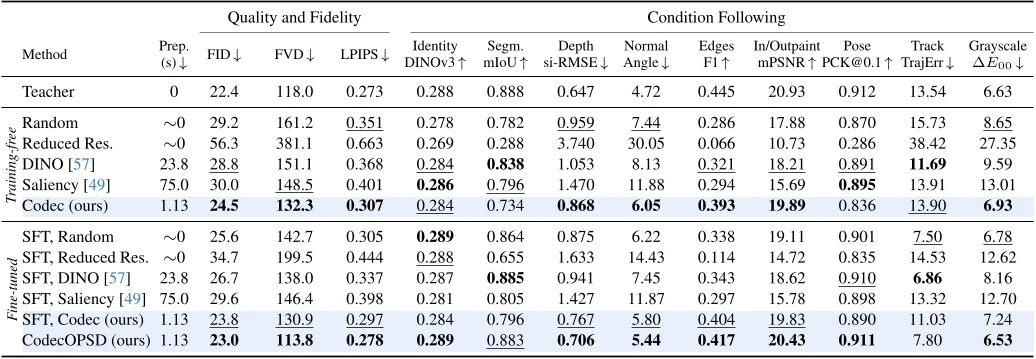 Quality and Fidelity Condition Following
Method Prep. (s)↓ FID↓ FVD↓ LPIPS↓ Identity DINOv3↑ Segm. mIoU↑ Depth si-RMSE↓ Normal Angle↓ Edges F1↑ In/Outpaint mPSNR↑ Pose PCK@0.1↑ Track TrajErr↓ Grayscale ΔE00↓
Teacher 0 22.4 118.0 0.273 0.288 0.888 0.647 4.72 0.445 20.93 0.912 13.54 6.63
Training-free
Random ~0 29.2 161.2 0.351 0.278 0.782 0.959 7.44 0.286 17.88 0.870 15.73 8.65
Reduced Res. ~0 56.3 381.1 0.663 0.269 0.288 3.740 30.05 0.066 10.73 0.286 38.42 27.35
DINO [57] 23.8 28.8 151.1 0.368 0.284 0.838 1.053 8.13 0.321 18.21 0.891 11.69 9.59
Saliency [49] 75.0 30.0 148.5 0.401 0.286 0.796 1.470 11.88 0.294 15.69 0.895 13.91 13.01
Codec (ours) 1.13 24.5 132.3 0.307 0.284 0.734 0.868 6.05 0.393 19.89 0.836 13.90 6.93
Fine-tuned
SFT, Random ~0 25.6 142.7 0.305 0.289 0.864 0.875 6.22 0.338 19.11 0.901 7.50 6.78
SFT, Reduced Res. ~0 34.7 199.5 0.444 0.288 0.655 1.633 14.43 0.114 14.72 0.835 14.53 12.62
SFT, DINO [57] 23.8 26.7 138.0 0.337 0.287 0.885 0.941 7.45 0.343 18.62 0.910 6.86 8.16
SFT, Saliency [49] 75.0 29.6 146.4 0.398 0.281 0.805 1.427 11.87 0.297 15.78 0.898 13.32 12.70
SFT, Codec (ours) 1.13 23.8 130.9 0.297 0.284 0.796 0.767 5.80 0.404 19.83 0.890 11.03 7.24
CodecOPSD (ours) 1.13 23.0 113.8 0.278 0.289 0.883 0.706 5.44 0.417 20.43 0.911 7.80 6.53